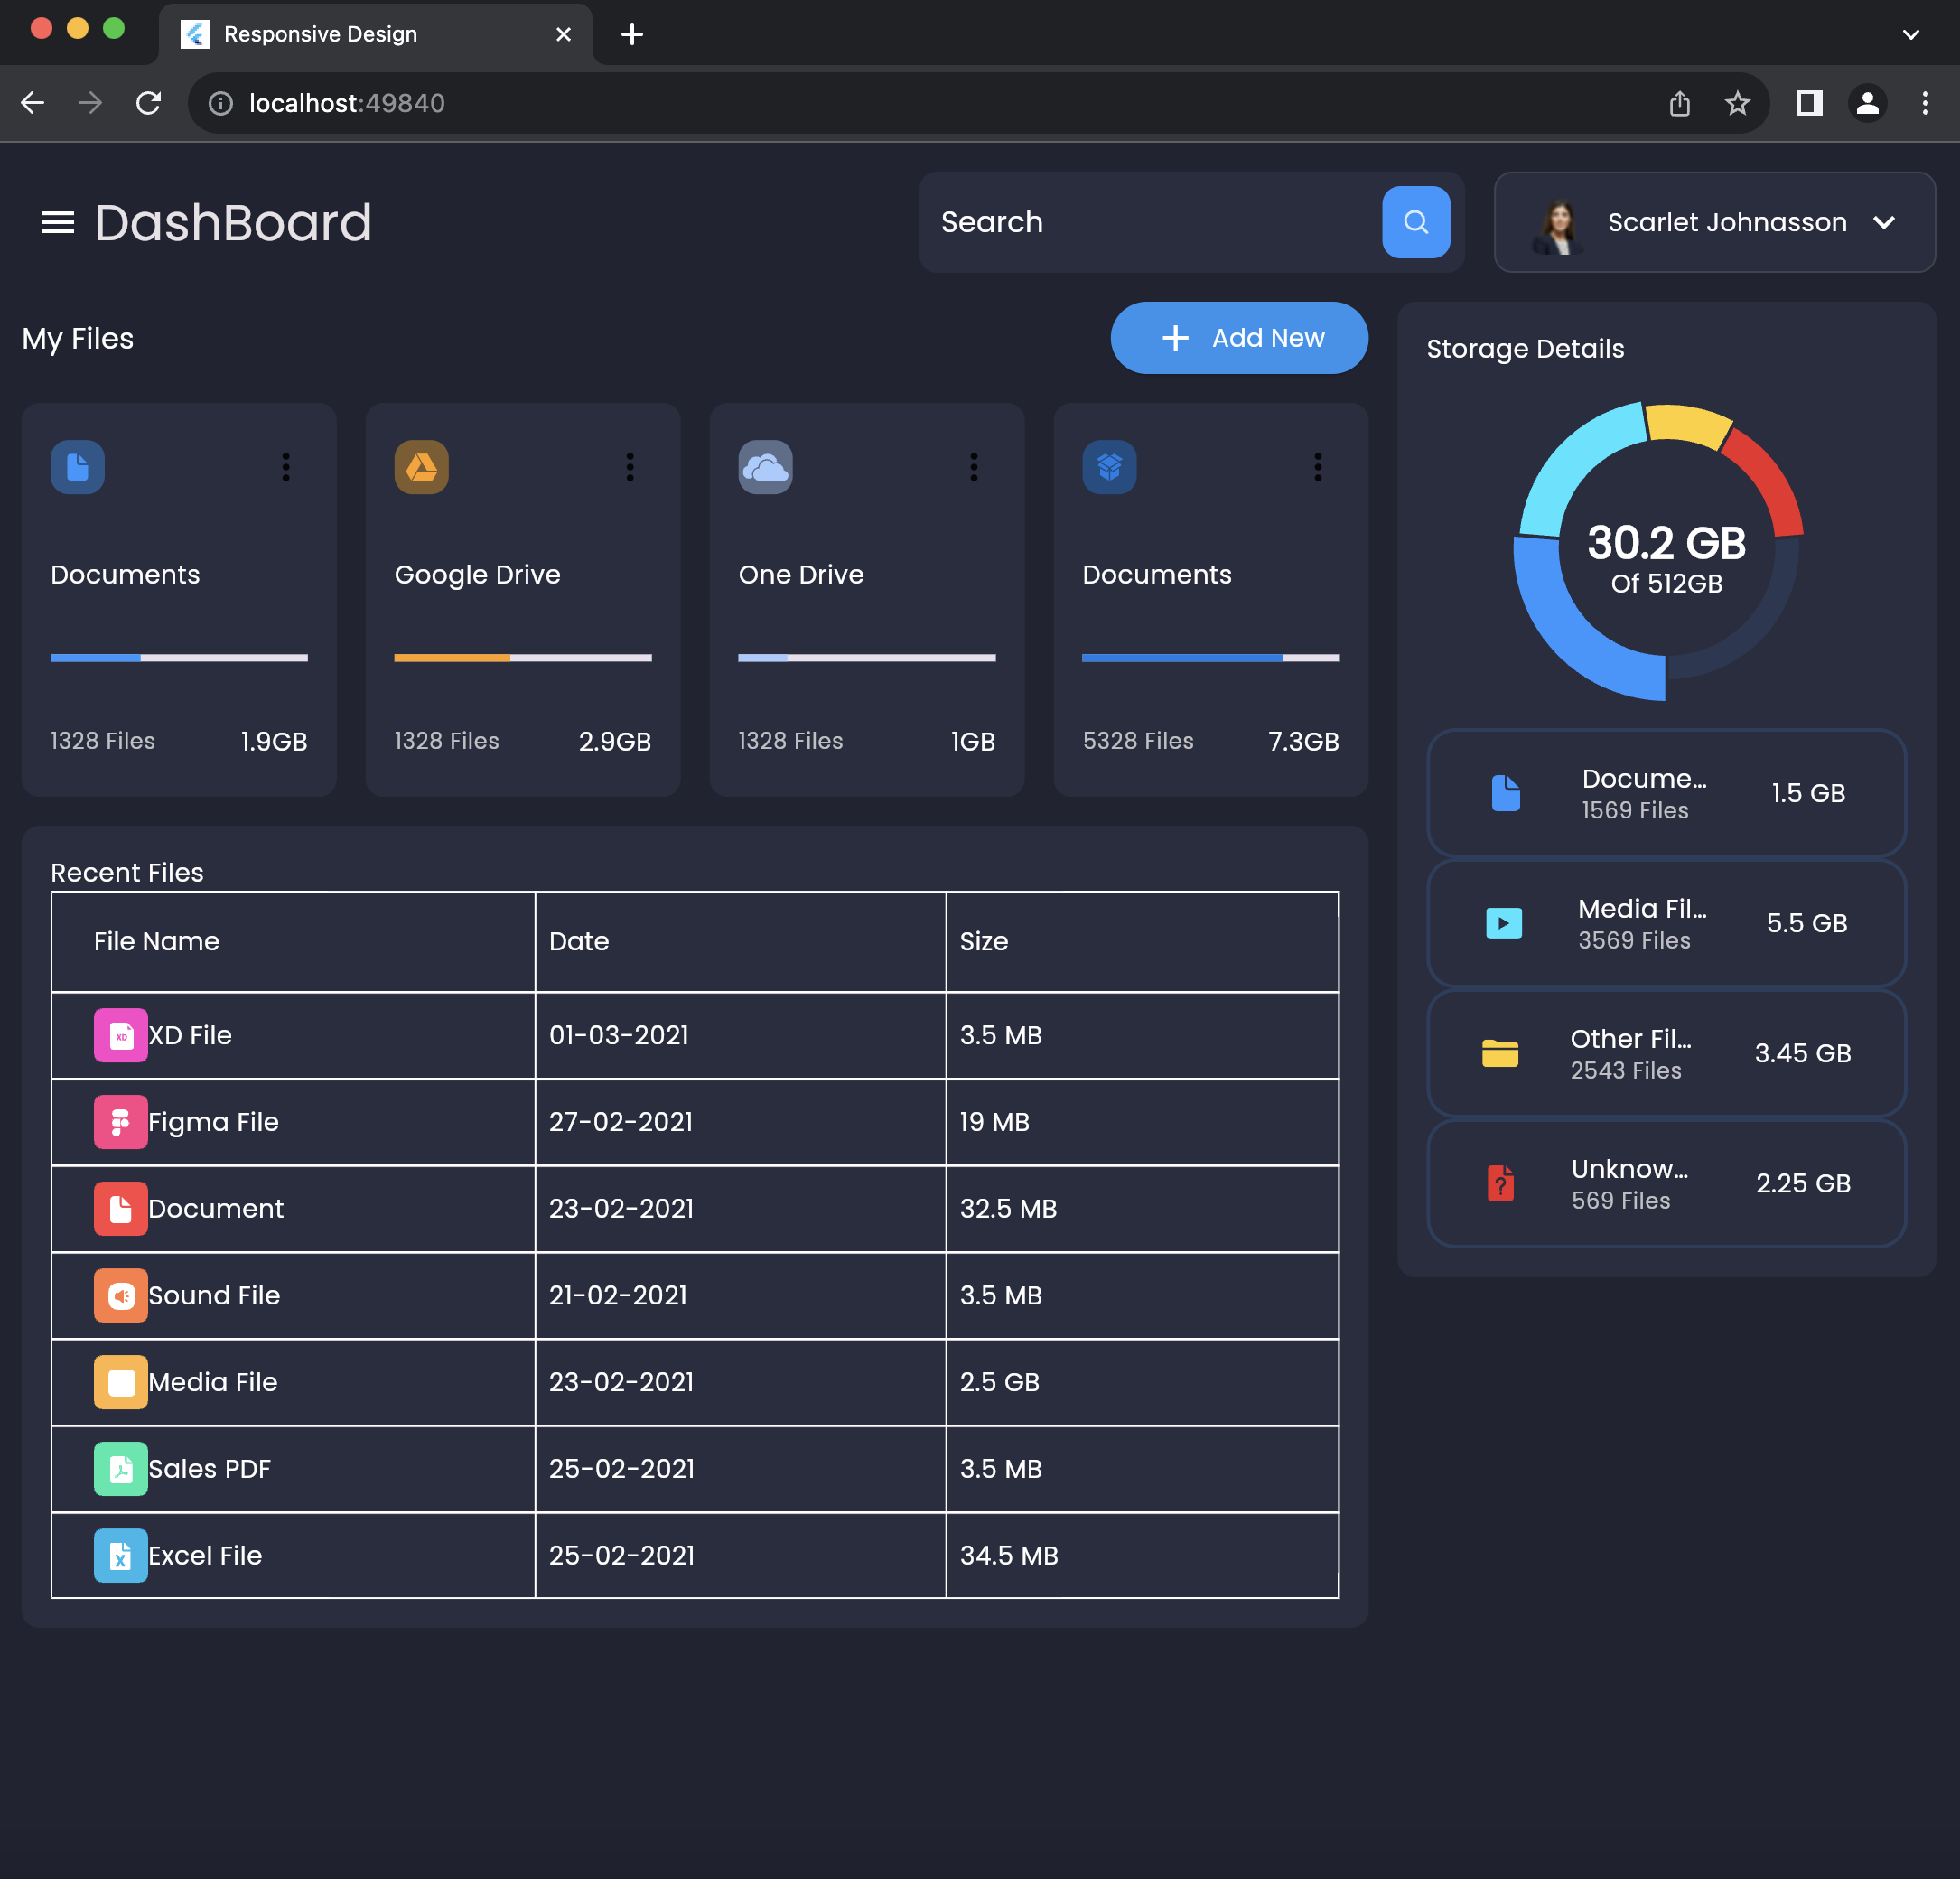 Responsive Design
localhost:49840
DashBoard
Search
Scarlet Johnasson
My Files
Add New
Documents
1328 Files 1.9GB
Google Drive
1328 Files 2.9GB
One Drive
1328 Files 1GB
Documents
5328 Files 7.3GB
Recent Files
File Name Date Size
XD XD File 01-03-2021 3.5 MB
Figma File 27-02-2021 19 MB
Document 23-02-2021 32.5 MB
Sound File 21-02-2021 3.5 MB
Media File 23-02-2021 2.5 GB
Sales PDF 25-02-2021 3.5 MB
X Excel File 25-02-2021 34.5 MB
Storage Details
30.2 GB
Of 512GB
Docume...
1569 Files
1.5 GB
Media Fil...
3569 Files
5.5 GB
Other Fil...
2543 Files
3.45 GB
?
Unknow...
569 Files
2.25 GB